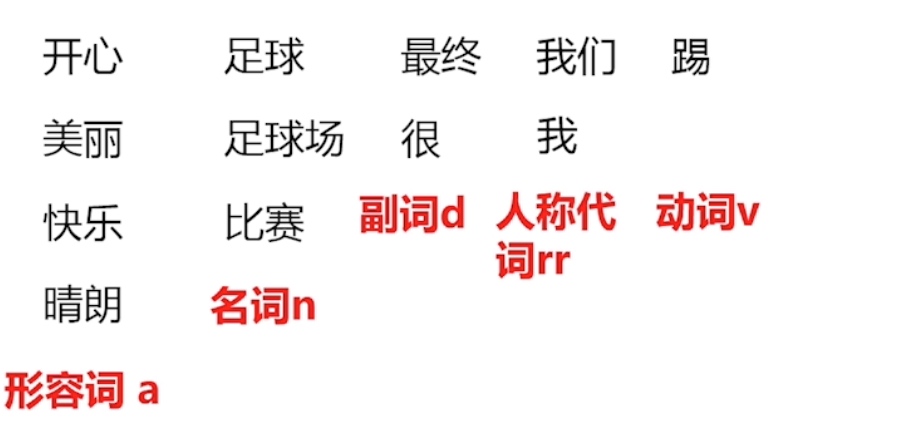 开心 足球 最终 我们 踢
美丽 足球场 很 我
快乐 比赛 副词d 人称代 动词v
词rr
晴朗 名词n
形容词 a